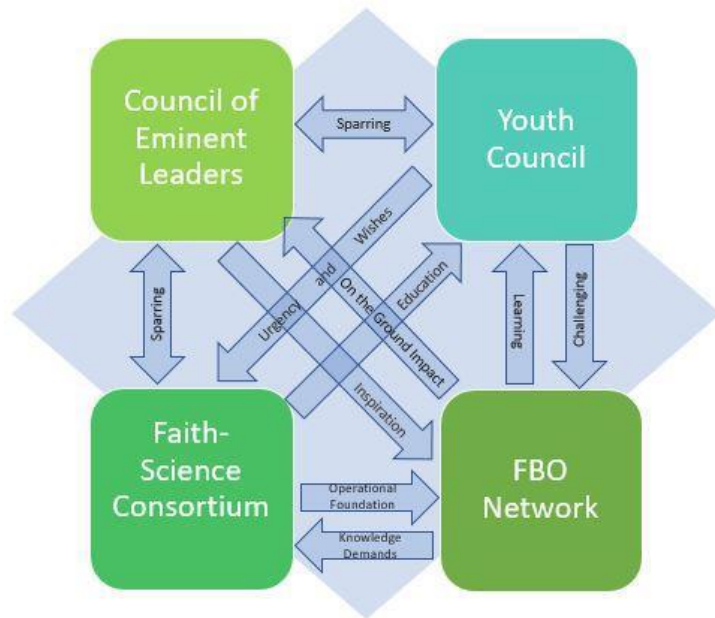 Council of
Eminent
Leaders
Sparring
Youth
Council
Sparring
Urgency and Wishes
On the Ground Impact
Education
Inspiration
Learning
Challenging
Faith-
Science
Consortium
Operational
Foundation
Knowledge
Demands
FBO
Network